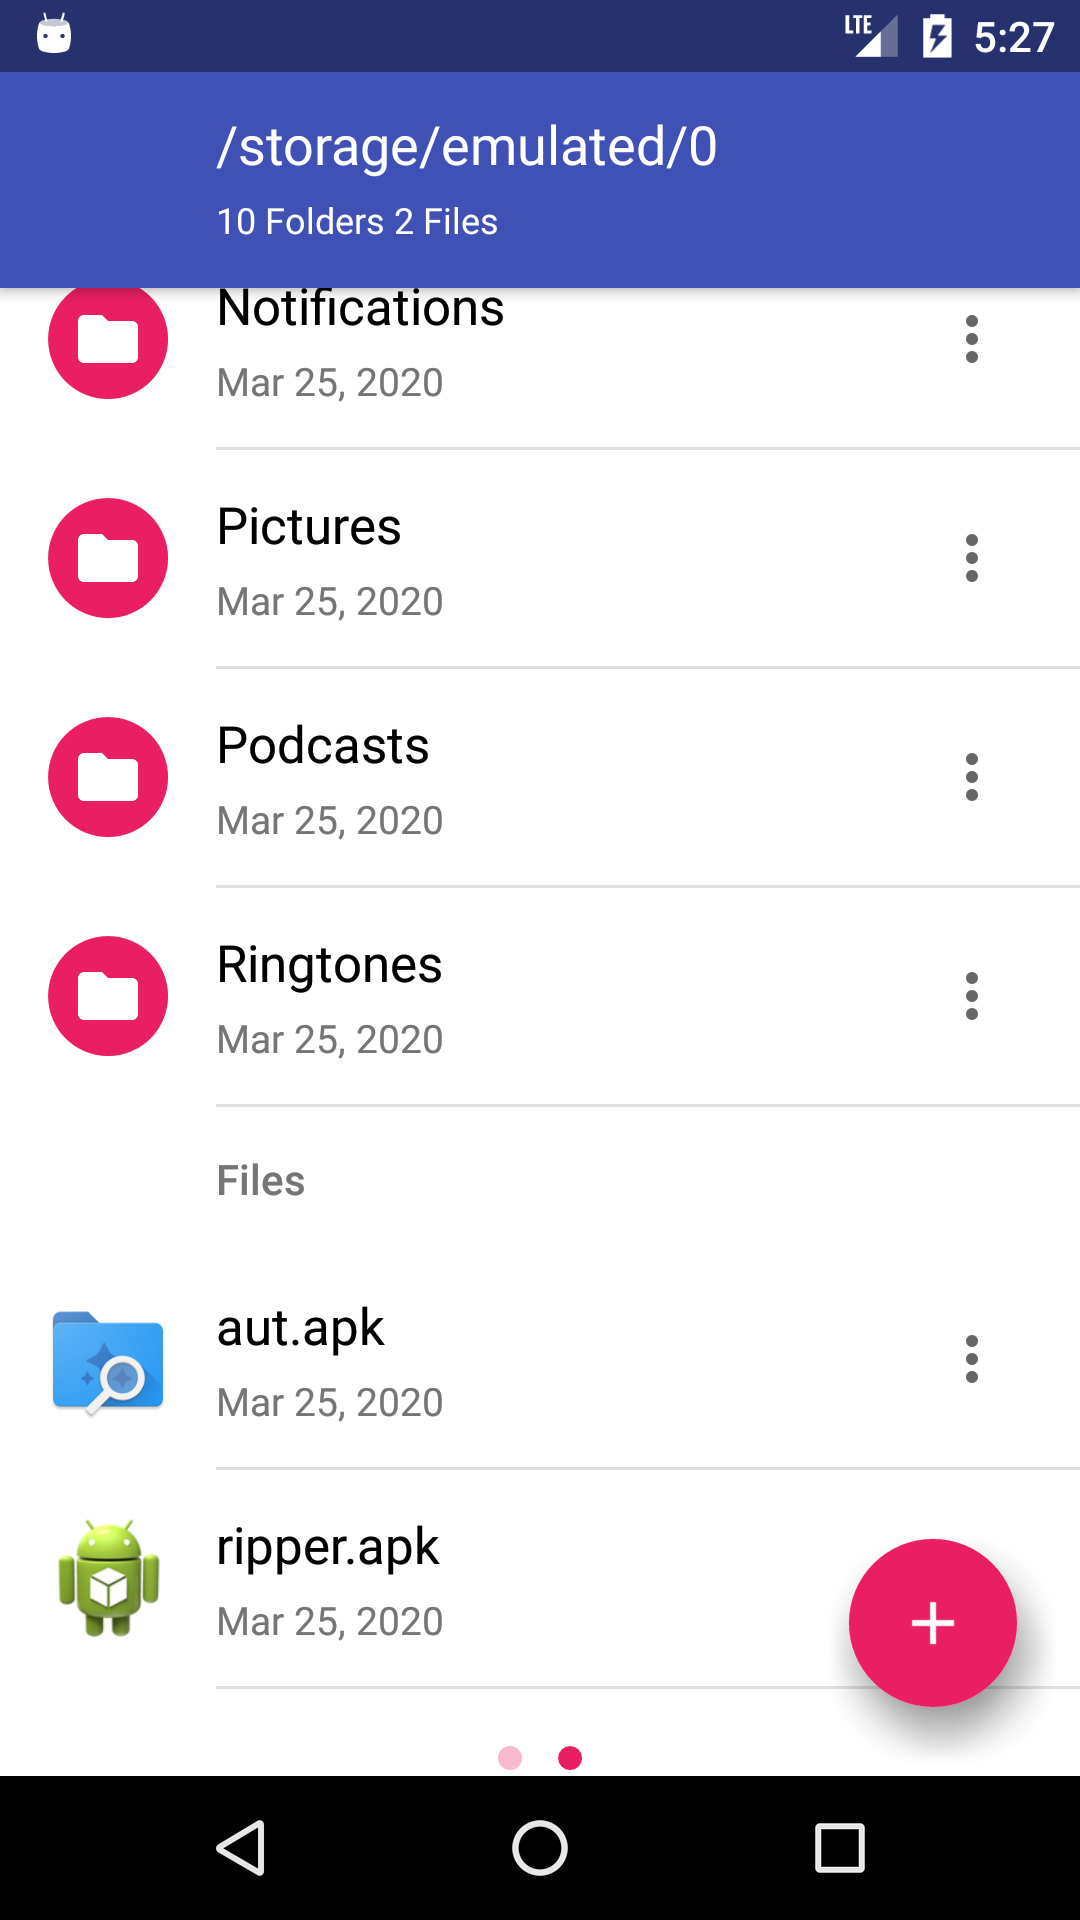 LTE 5:27
/storage/emulated/0
10 Folders 2 Files
Notifications
Mar 25, 2020
Pictures
Mar 25, 2020
Podcasts
Mar 25, 2020
Ringtones
Mar 25, 2020
Files
aut.apk
Mar 25, 2020
ripper.apk
Mar 25, 2020